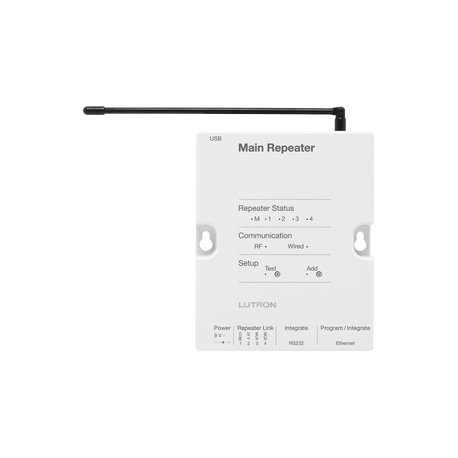 USB
Main Repeater
Repeater Status
• M • 1 • 2 • 3 • 4
Communication
RF • Wired •
Setup
Test Add
LUTRON
Power Repeater Link Integrate Program / Integrate
9 V
RS232 Ethernet
1 2 3 4